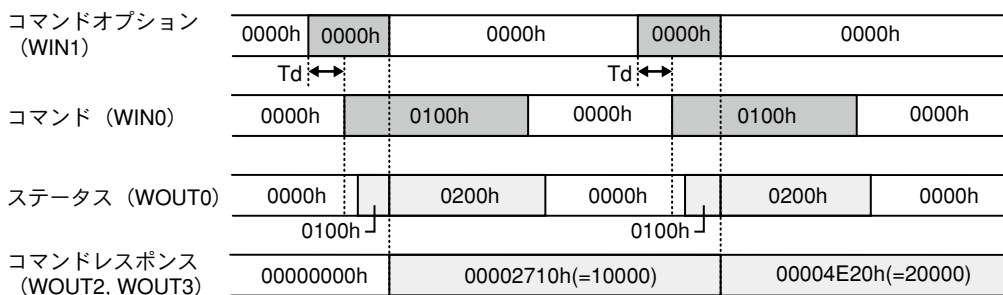 コマンドオプション
（WIN1）
0000h 0000h 0000h 0000h 0000h
Td Td
コマンド（WIN0）
0000h 0100h 0000h 0100h 0000h
ステータス（WOUT0）
0000h 0200h 0000h 0200h 0000h
0100h 0100h
コマンドレスポンス
（WOUT2, WOUT3）
00000000h 00002710h(=10000) 00004E20h(=20000)